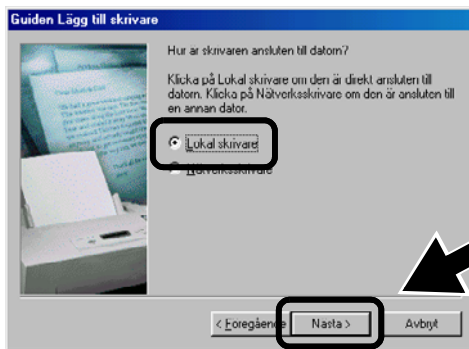 Guiden Lägg till skrivare
Hur är skrivaren ansluten till datorn?
Klicka på Lokal skrivare om den är direkt ansluten till
datorn. Klicka på Nätverksskrivare om den är ansluten till
en annan dator.
Lokal skrivare
Nätverksskrivare
< Föregående
Nästa >
Avbryt